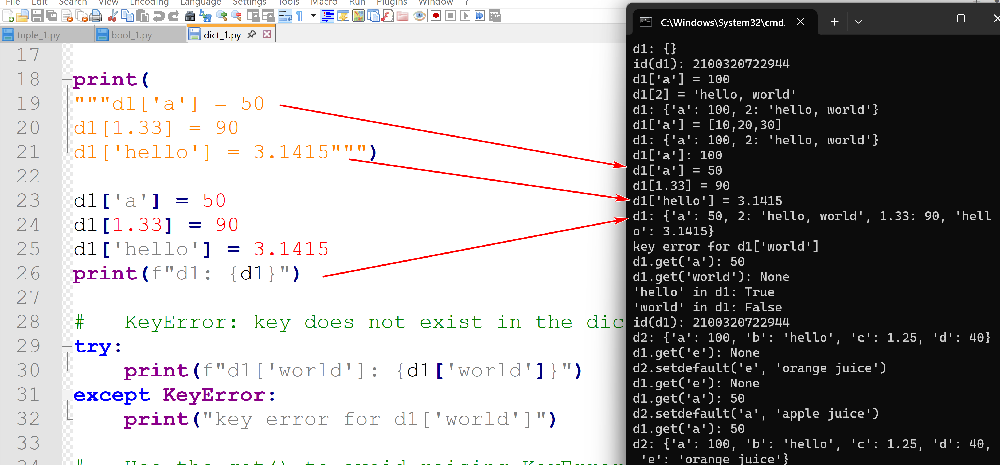 File Edit Search View Encoding Language Settings Tools Macro Run Plugins Window ?
tuple_1.py bool_1.py dict_1.py
17
18 print(
19 """d1['a'] = 50
20 d1[1.33] = 90
21 d1['hello'] = 3.1415""")
22
23 d1['a'] = 50
24 d1[1.33] = 90
25 d1['hello'] = 3.1415
26 print(f"d1: {d1}")
27
28 # KeyError: key does not exist in the dic
29 try:
30 print(f"d1['world']: {d1['world']}")
31 except KeyError:
32 print("key error for d1['world']")
33
34 # Use the get() to avoid raising KeyError
C:\Windows\System32\cmd.
d1: {}
id(d1): 2100320722944
d1['a'] = 100
d1[2] = 'hello, world'
d1: {'a': 100, 2: 'hello, world'}
d1['a'] = [10,20,30]
d1: {'a': 100, 2: 'hello, world'}
d1['a']: 100
d1['a'] = 50
d1[1.33] = 90
d1['hello'] = 3.1415
d1: {'a': 50, 2: 'hello, world', 1.33: 90, 'hell
o': 3.1415}
key error for d1['world']
d1.get('a'): 50
d1.get('world'): None
'hello' in d1: True
'world' in d1: False
id(d1): 2100320722944
d2: {'a': 100, 'b': 'hello', 'c': 1.25, 'd': 40}
d1.get('e'): None
d2.setdefault('e', 'orange juice')
d1.get('e'): None
d1.get('a'): 50
d2.setdefault('a', 'apple juice')
d1.get('a'): 50
d2: {'a': 100, 'b': 'hello', 'c': 1.25, 'd': 40,
'e': 'orange juice'}